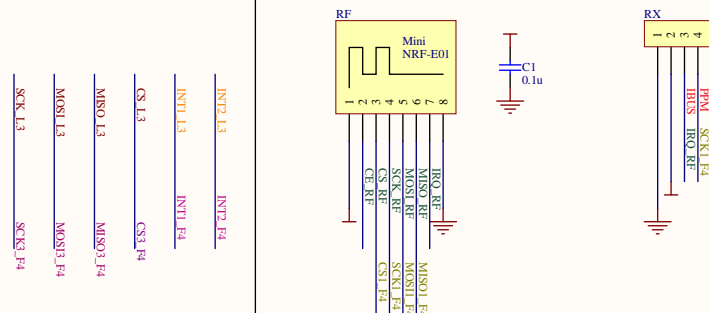 SCK_L3
MOSI_L3
MISO_L3
CS_L3
INT1_L3
INT2_L3
SCK3_F4
MOSI3_F4
MISO3_F4
CS3_F4
INT1_F4
INT2_F4
RF
Mini
NRF-E01
1
2
3
4
5
6
7
8
CE_RF
CS_RF
SCK_RF
MOSI_RF
MISO_RF
IRQ_RF
CS1_F4
SCK1_F4
MOSI1_F4
C1
0.1u
RX
1
2
3
4
IBUS
PPM
IRQ_RF
SCK1_F4